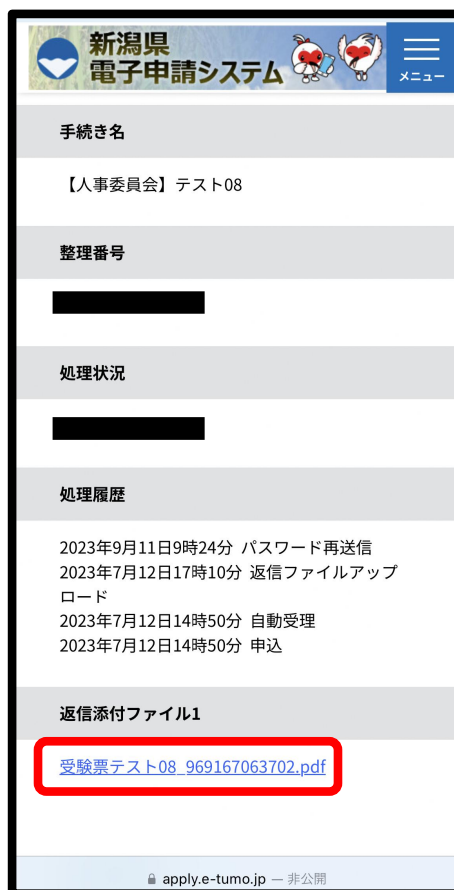 新潟県
電子申請システム
メニュー
手続き名
【人事委員会】テスト08
整理番号
処理状況
処理履歴
2023年9月11日9時24分 パスワード再送信
2023年7月12日17時10分 返信ファイルアップ
ロード
2023年7月12日14時50分 自動受理
2023年7月12日14時50分 申込
返信添付ファイル1
受験票テスト08_969167063702.pdf
apply.e-tumo.jp — 非公開